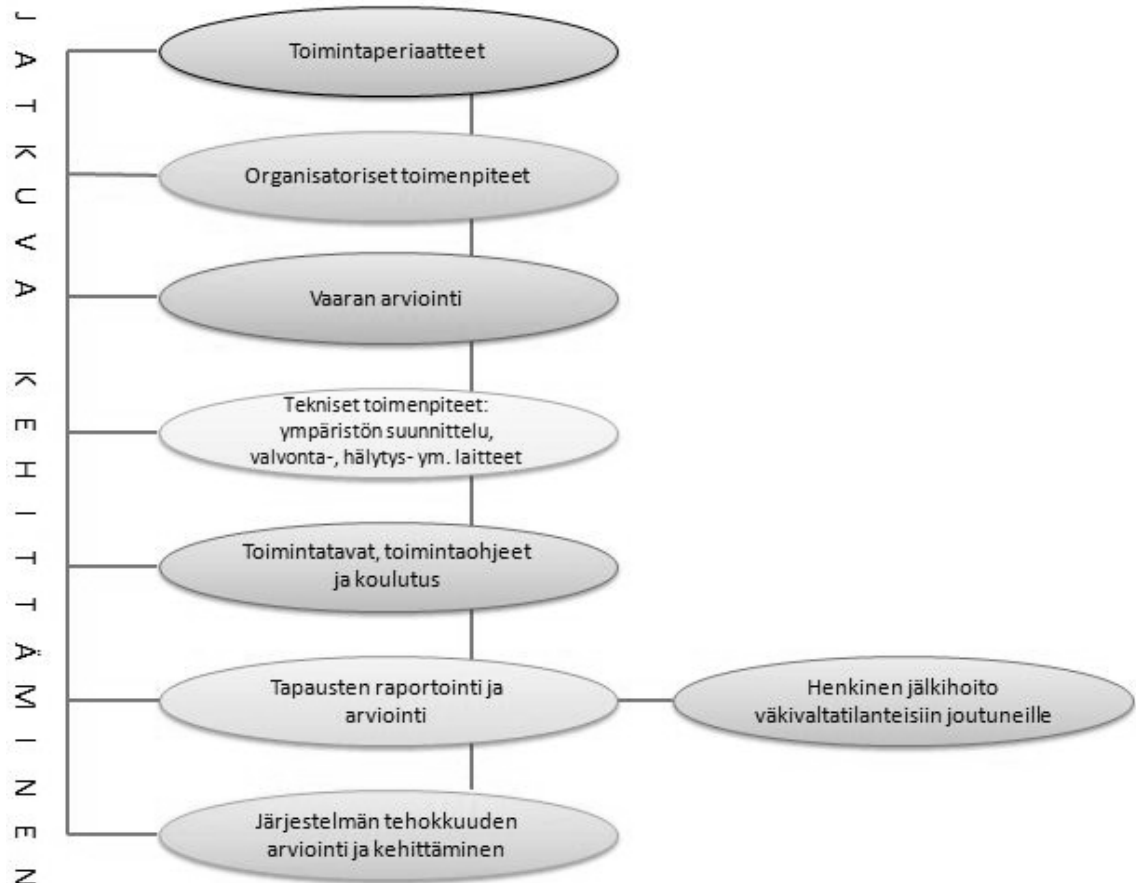 JATKUVA KEHITTÄMINEN
Toimintaperiaatteet
Organisatoriset toimenpiteet
Vaaran arviointi
Tekniset toimenpiteet:
ympäristön suunnittelu,
valvonta-, hälytys- ym. laitteet
Toimintatavat, toimintaohjeet
ja koulutus
Tapausten raportointi ja
arviointi
Henkinen jälkihoito
väkivaltatilanteisiin joutuneille
Järjestelmän tehokkuuden
arviointi ja kehittäminen